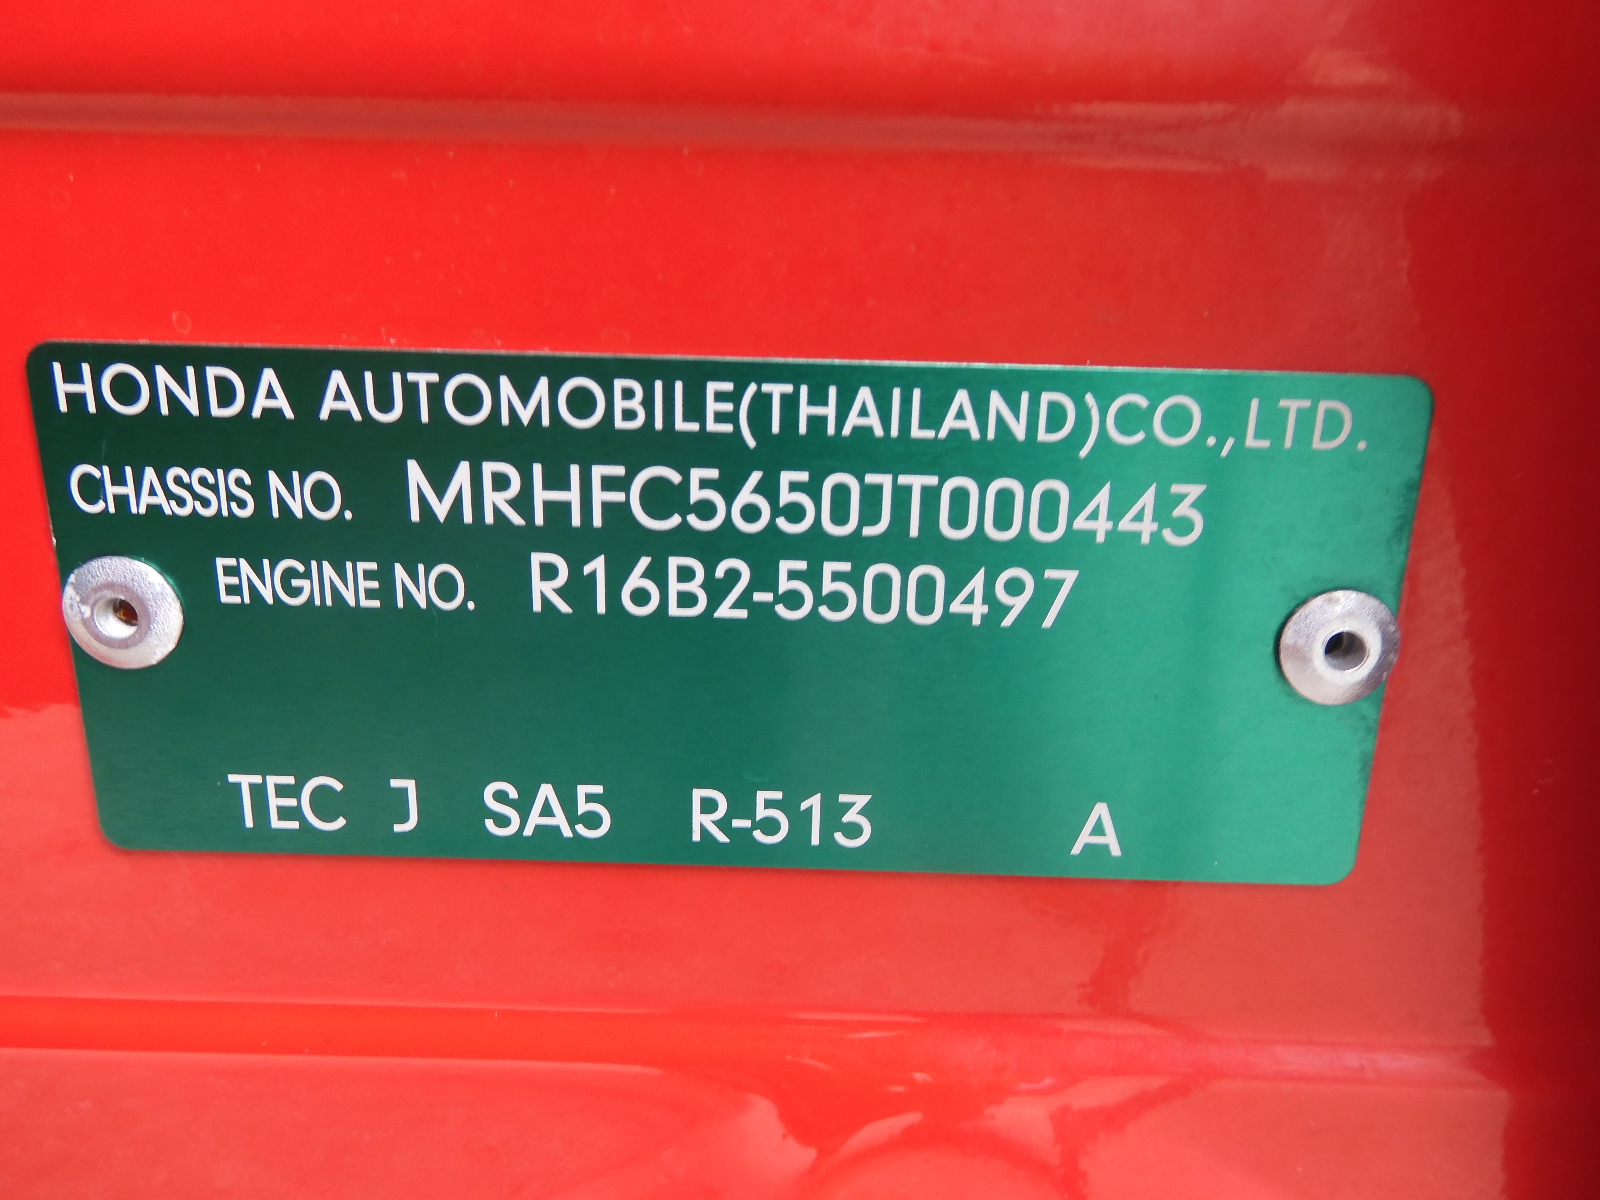 HONDA AUTOMOBILE(THAILAND)CO.,LTD.
CHASSIS NO. MRHFC5650JT000443
ENGINE NO. R16B2-5500497
TEC J SA5 R-513 A